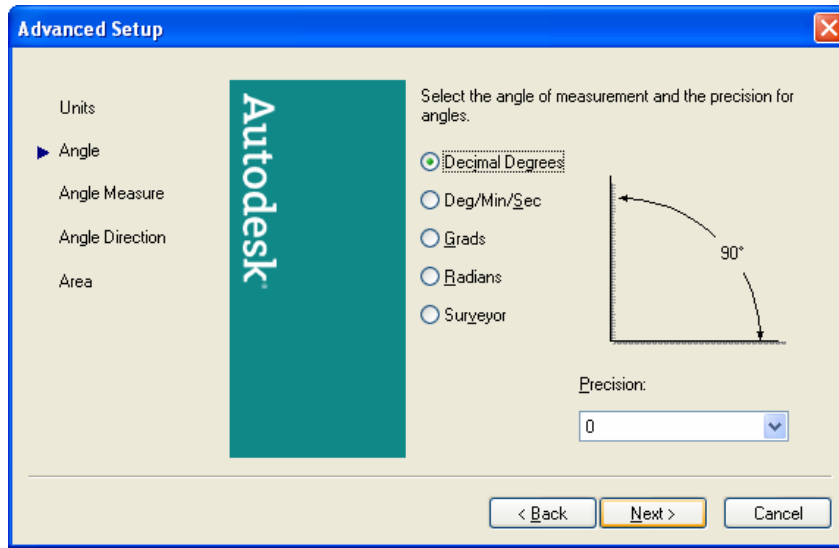 Advanced Setup
Units
Angle
Angle Measure
Angle Direction
Area
Autodesk
Select the angle of measurement and the precision for
angles.
Decimal Degrees
Deg/Min/Sec
Grads
Radians
Surveyor
90°
Precision:
0
< Back
Next >
Cancel